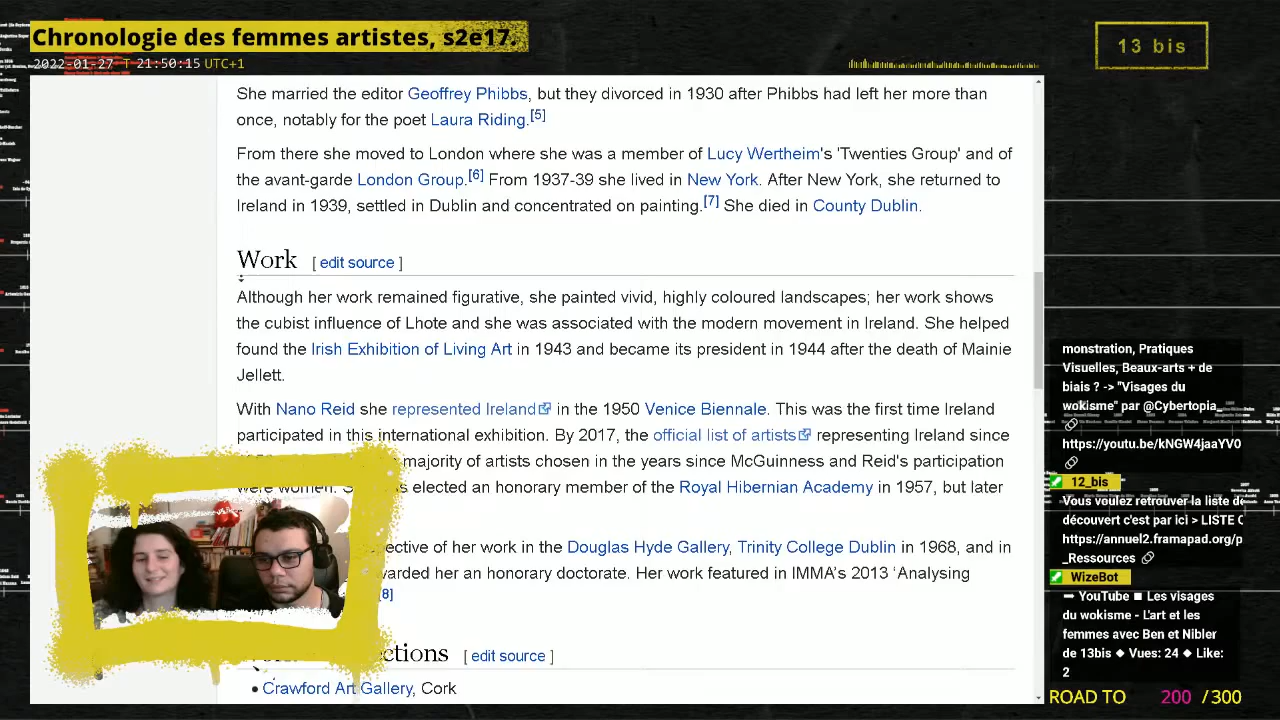 Chronologie des femmes artistes, s2e17.
2022-01-27 T 21:50:15 UTC+1
13 bis
She married the editor Geoffrey Phibbs, but they divorced in 1930 after Phibbs had left her more than
once, notably for the poet Laura Riding.[5]
From there she moved to London where she was a member of Lucy Wertheim's 'Twenties Group' and of
the avant-garde London Group.[6] From 1937-39 she lived in New York. After New York, she returned to
Ireland in 1939, settled in Dublin and concentrated on painting.[7] She died in County Dublin.
Work [ edit source ]
Although her work remained figurative, she painted vivid, highly coloured landscapes; her work shows
the cubist influence of Lhote and she was associated with the modern movement in Ireland. She helped
found the Irish Exhibition of Living Art in 1943 and became its president in 1944 after the death of Mainie
Jellett.
With Nano Reid she represented Ireland in the 1950 Venice Biennale. This was the first time Ireland
participated in this international exhibition. By 2017, the official list of artists representing Ireland since
majority of artists chosen in the years since McGuinness and Reid's participation
were women. elected an honorary member of the Royal Hibernian Academy in 1957, but later
ective of her work in the Douglas Hyde Gallery, Trinity College Dublin in 1968, and in
arded her an honorary doctorate. Her work featured in IMMA's 2013 'Analysing
[8]
ctions [ edit source ]
• Crawford Art Gallery, Cork
monstration, Pratiques
Visuelles, Beaux-arts + de
biais ? -> "Visages du
wokisme" par @Cybertopia_
https://youtu.be/kNGW4jaaYV0
12_bis
Vous voulez retrouver la liste d
découvert c'est par ici > LISTE
https://annuel2.framapad.org/p
_Ressources
WizeBot
➡ YouTube ■ Les visages
du wokisme - L'art et les
femmes avec Ben et Nibler
de 13bis ◆ Vues: 24 ◆ Like:
2
ROAD TO 200 / 300